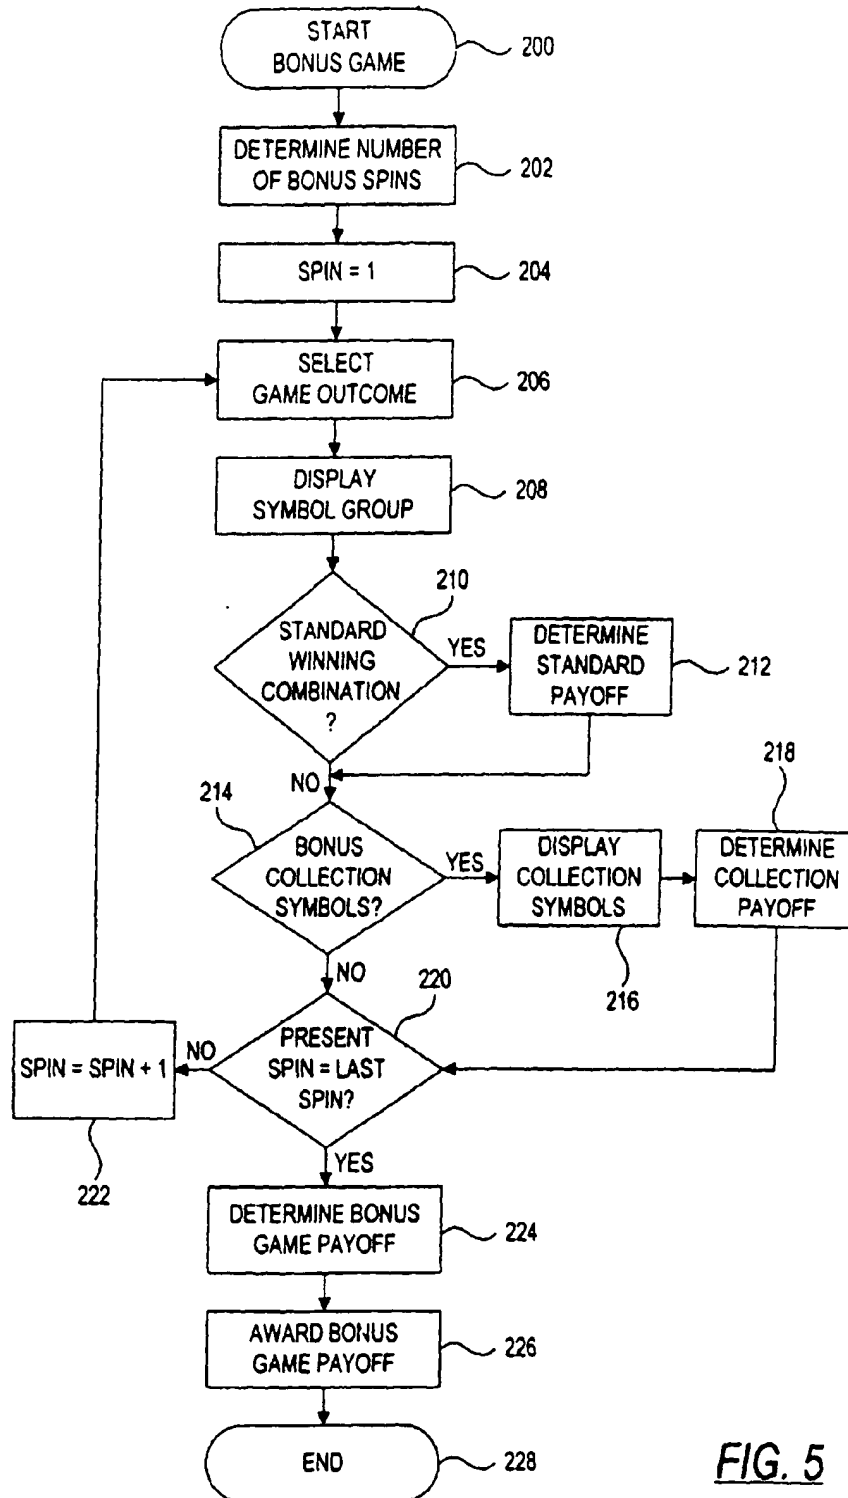 START
BONUS GAME
200
DETERMINE NUMBER
OF BONUS SPINS
202
SPIN = 1
204
SELECT
GAME OUTCOME
206
DISPLAY
SYMBOL GROUP
208
210
STANDARD
WINNING
COMBINATION
?
YES
DETERMINE
STANDARD
PAYOFF
212
NO
214
BONUS
COLLECTION
SYMBOLS?
YES
DISPLAY
COLLECTION
SYMBOLS
216
218
DETERMINE
COLLECTION
PAYOFF
NO
220
PRESENT
SPIN = LAST
SPIN?
NO
SPIN = SPIN + 1
222
YES
DETERMINE BONUS
GAME PAYOFF
224
AWARD BONUS
GAME PAYOFF
226
END
228
FIG. 5